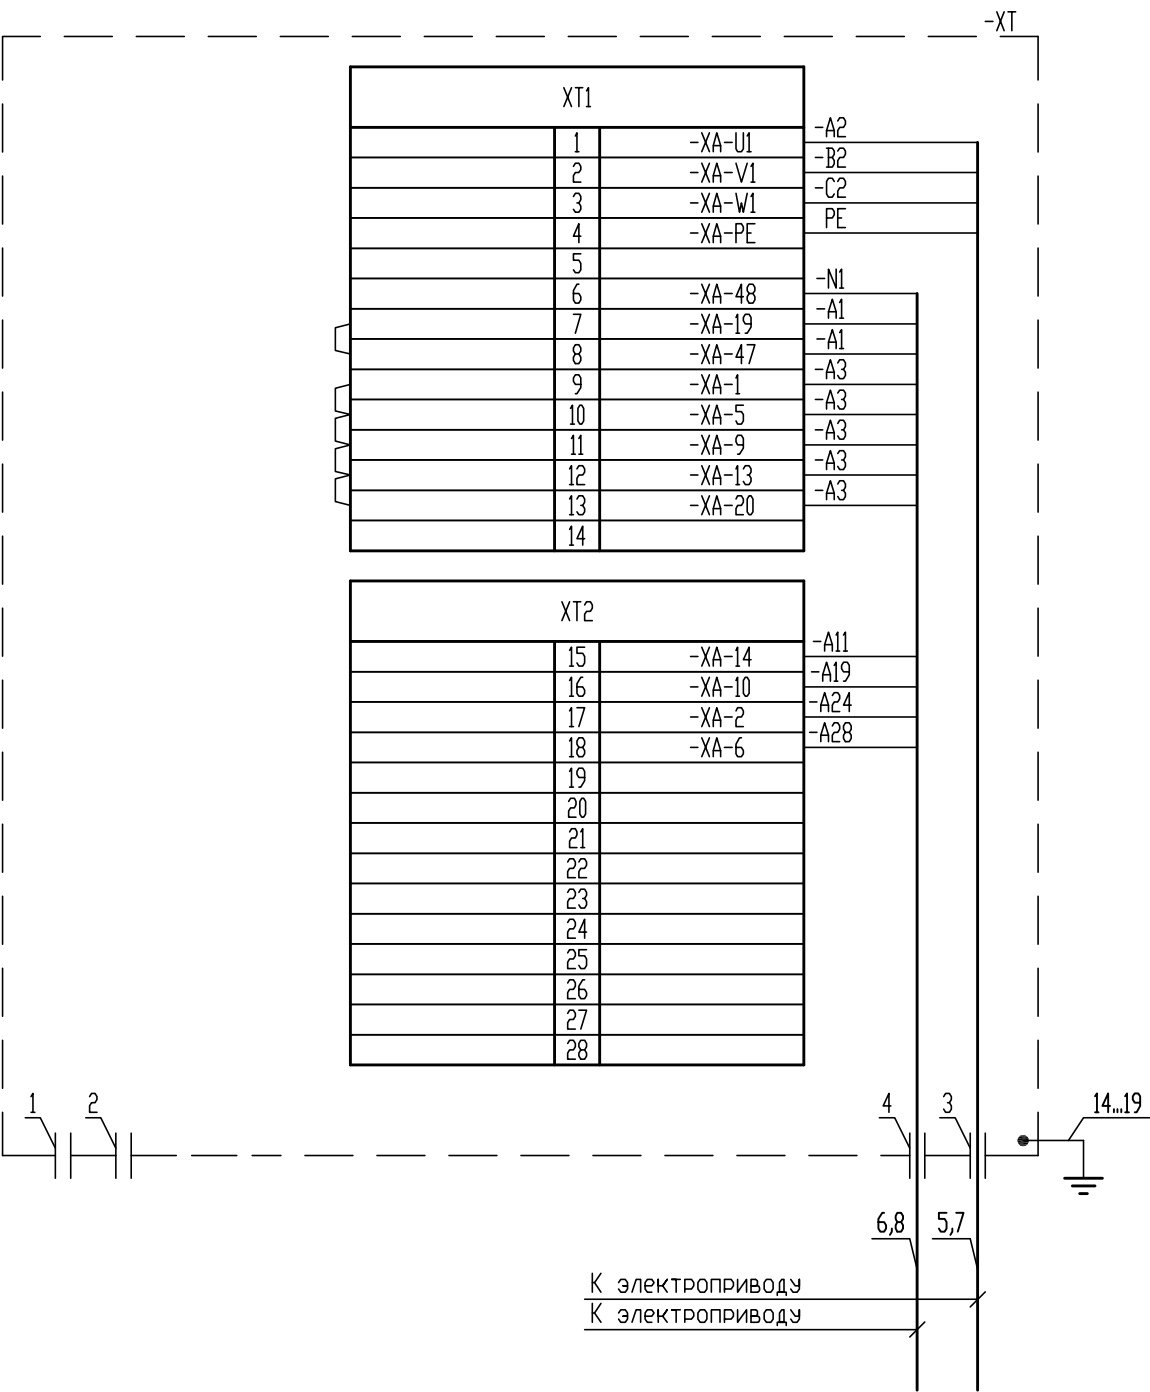 -XT
XT1
-A2
1 -XA-U1
-B2
2 -XA-V1
-C2
3 -XA-W1
PE
4 -XA-PE
5
-N1
6 -XA-48
-A1
7 -XA-19
-A1
8 -XA-47
-A3
9 -XA-1
-A3
10 -XA-5
-A3
11 -XA-9
-A3
12 -XA-13
-A3
13 -XA-20
14
XT2
-A11
15 -XA-14
-A19
16 -XA-10
-A24
17 -XA-2
-A28
18 -XA-6
19
20
21
22
23
24
25
26
27
28
1 2 4 3 14...19
6,8 5,7
К электроприводу
К электроприводу